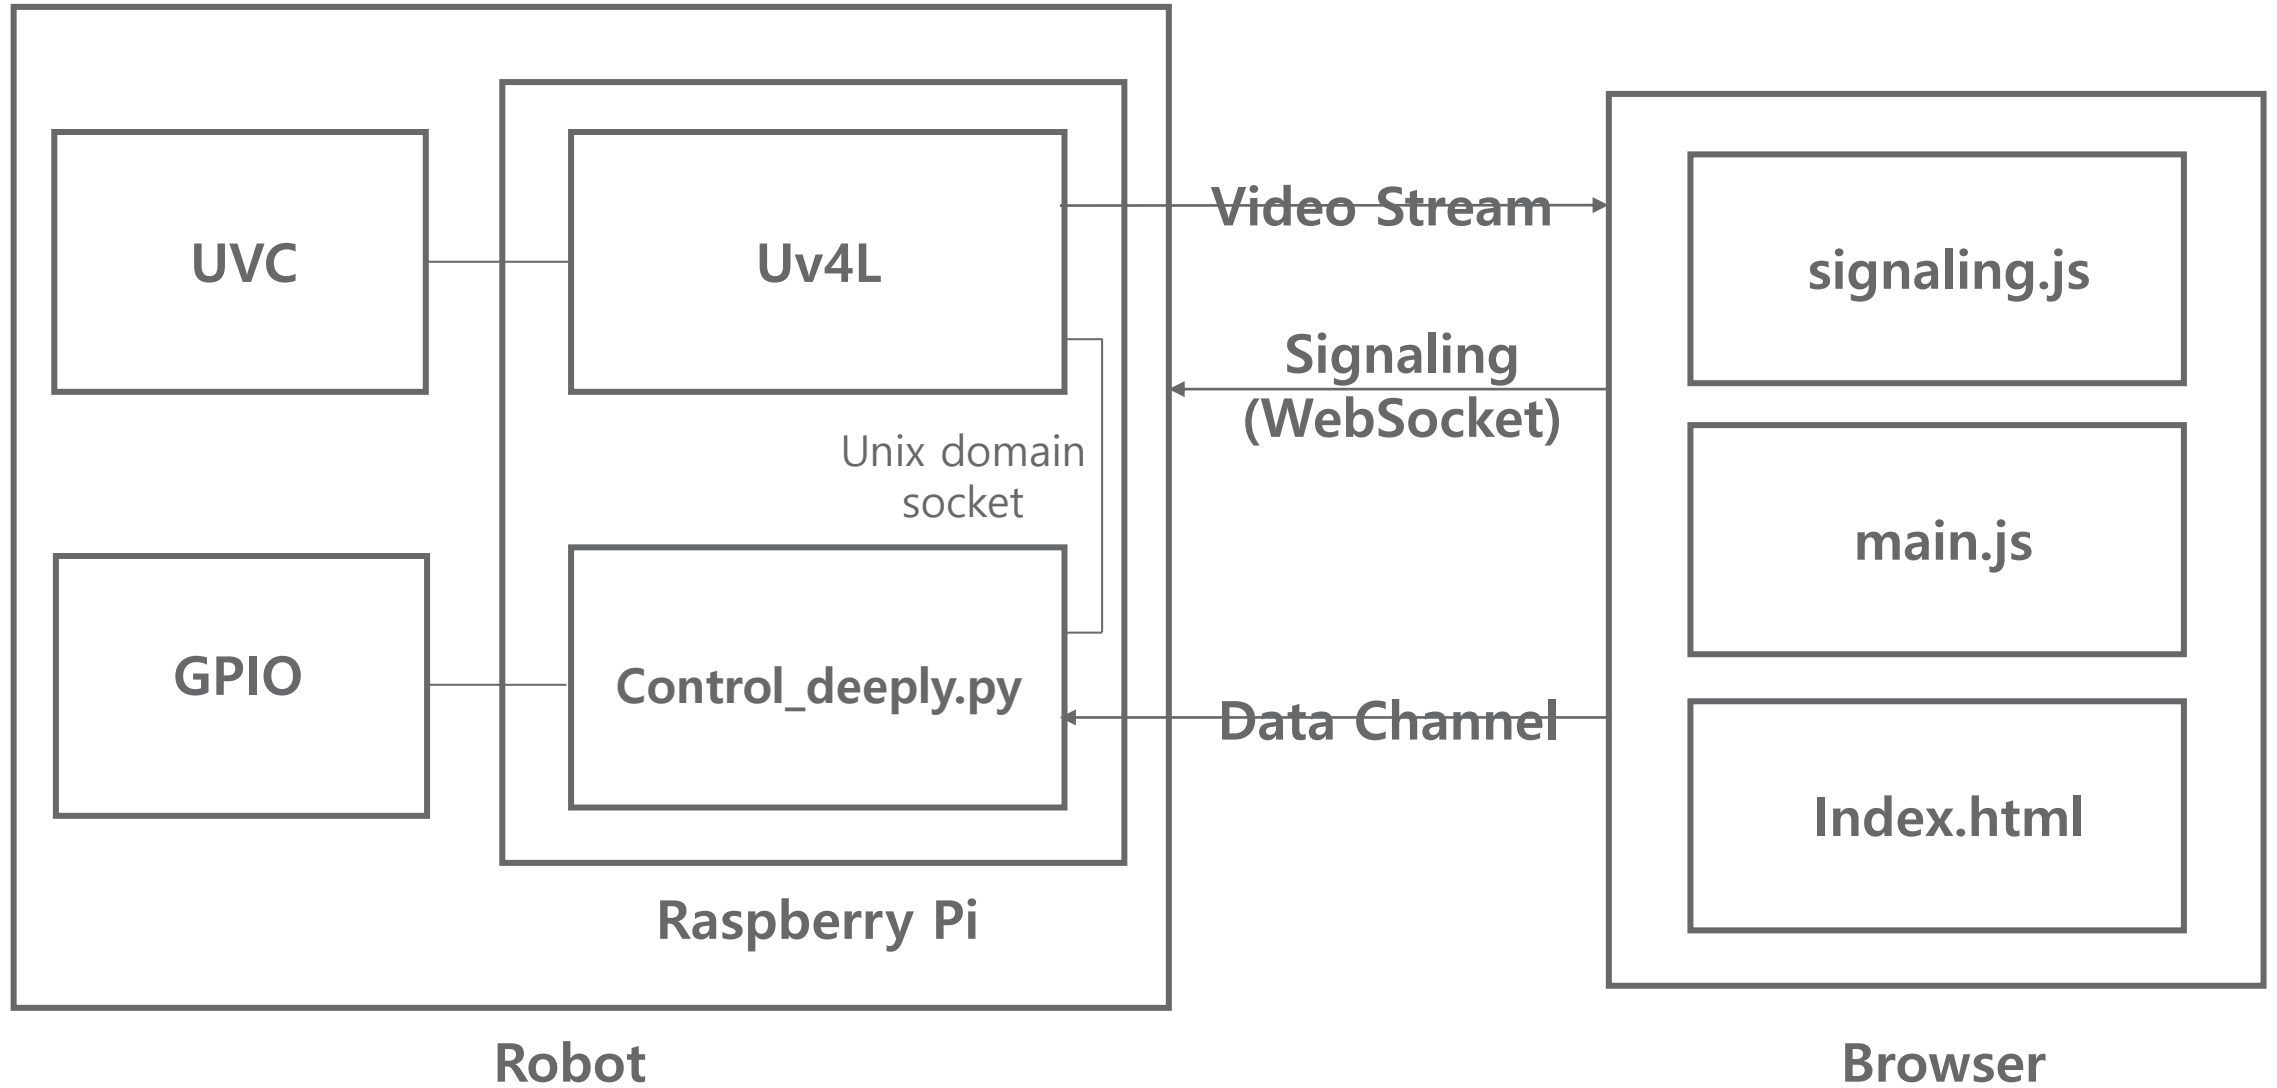 UVC
Uv4L
Video Stream
signaling.js
Signaling
(WebSocket)
Unix domain
socket
main.js
GPIO
Control_deeply.py
Data Channel
Index.html
Raspberry Pi
Robot
Browser